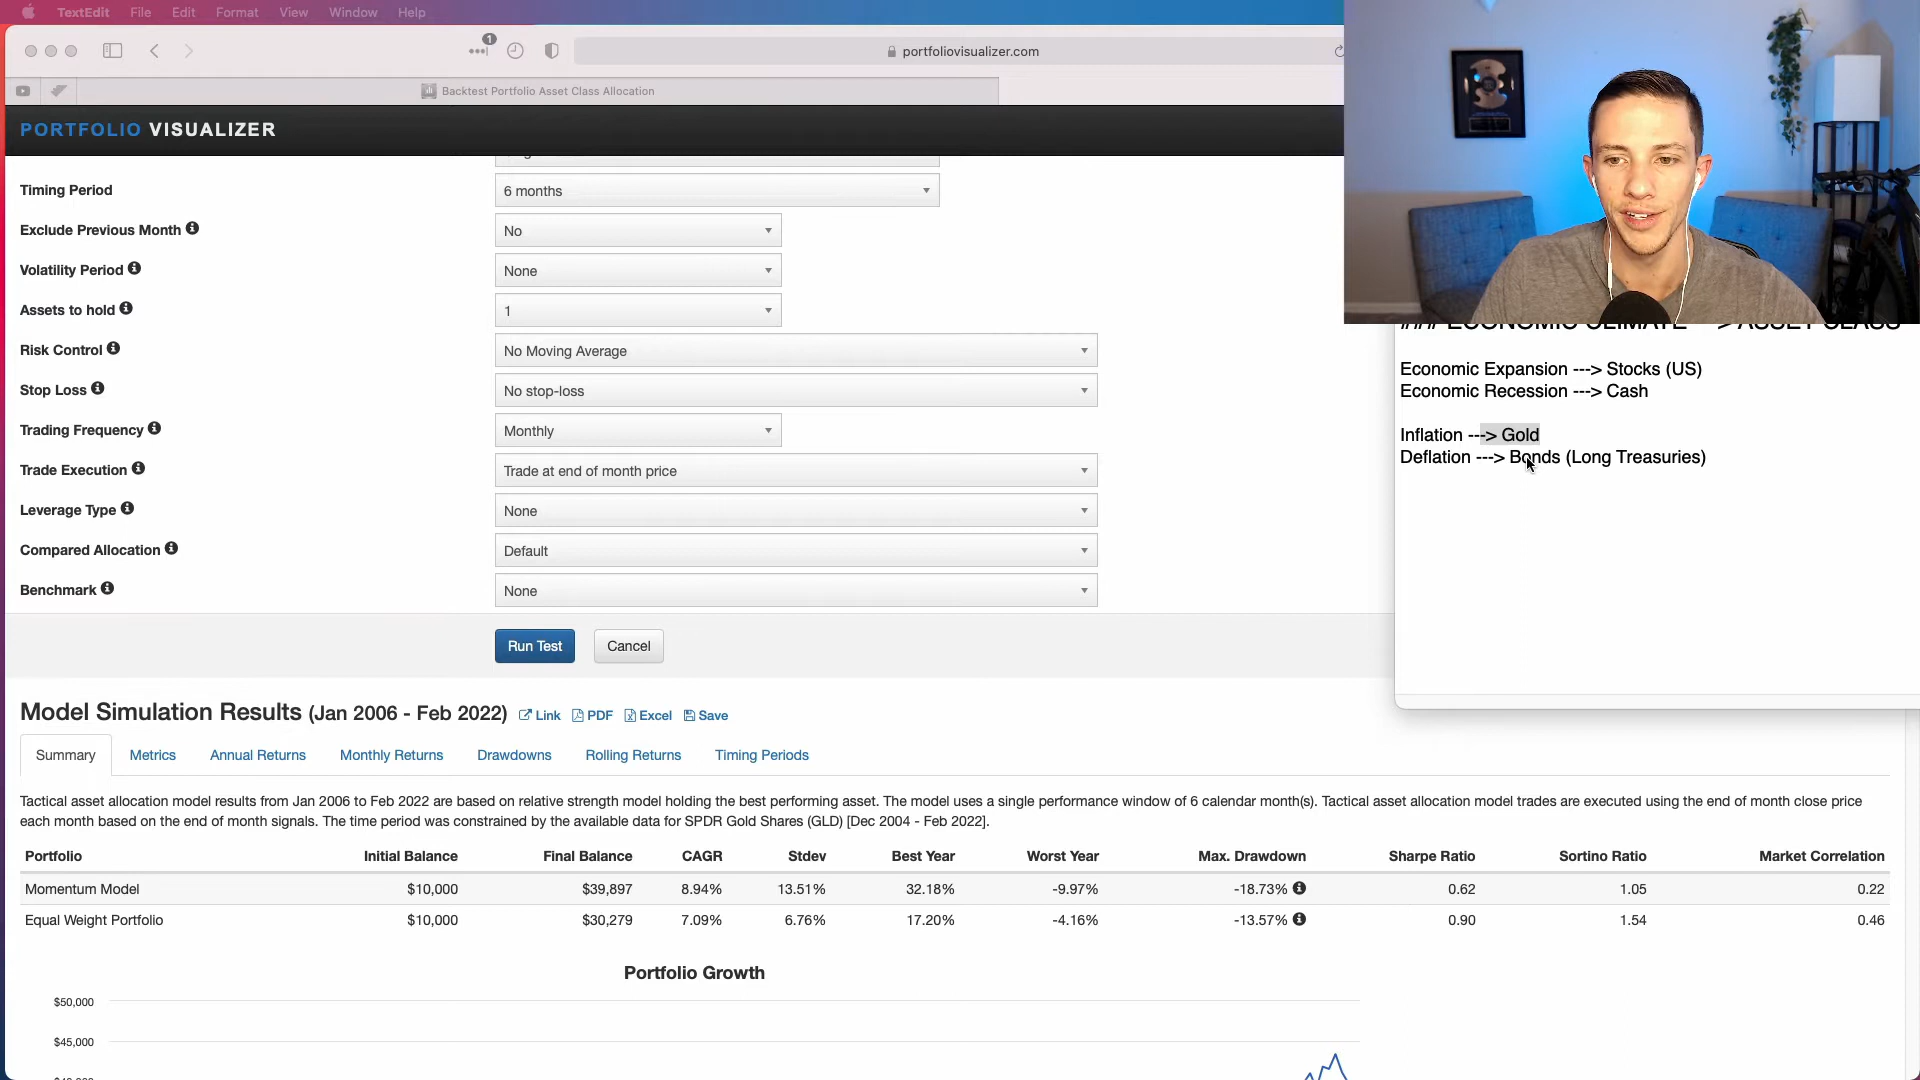 TextEdit File Edit Format View Window Help
1
portfoliovisualizer.com
Backtest Portfolio Asset Class Allocation
PORTFOLIO VISUALIZER
Timing Period 6 months
Exclude Previous Month No
Volatility Period None
Assets to hold 1
Risk Control No Moving Average
Stop Loss No stop-loss
Trading Frequency Monthly
Trade Execution Trade at end of month price
Leverage Type None
Compared Allocation Default
Benchmark None
Run Test Cancel
### ECONOMIC CLIMATE --> ASSET CLASS
Economic Expansion ---> Stocks (US)
Economic Recession ---> Cash
Inflation ---> Gold
Deflation ---> Bonds (Long Treasuries)
Model Simulation Results (Jan 2006 - Feb 2022) Link PDF Excel Save
Summary Metrics Annual Returns Monthly Returns Drawdowns Rolling Returns Timing Periods
Tactical asset allocation model results from Jan 2006 to Feb 2022 are based on relative strength model holding the best performing asset. The model uses a single performance window of 6 calendar month(s). Tactical asset allocation model trades are executed using the end of month close price
each month based on the end of month signals. The time period was constrained by the available data for SPDR Gold Shares (GLD) [Dec 2004 - Feb 2022].
Portfolio Initial Balance Final Balance CAGR Stdev Best Year Worst Year Max. Drawdown Sharpe Ratio Sortino Ratio Market Correlation
Momentum Model $10,000 $39,897 8.94% 13.51% 32.18% -9.97% -18.73% 0.62 1.05 0.22
Equal Weight Portfolio $10,000 $30,279 7.09% 6.76% 17.20% -4.16% -13.57% 0.90 1.54 0.46
Portfolio Growth
$50,000
$45,000